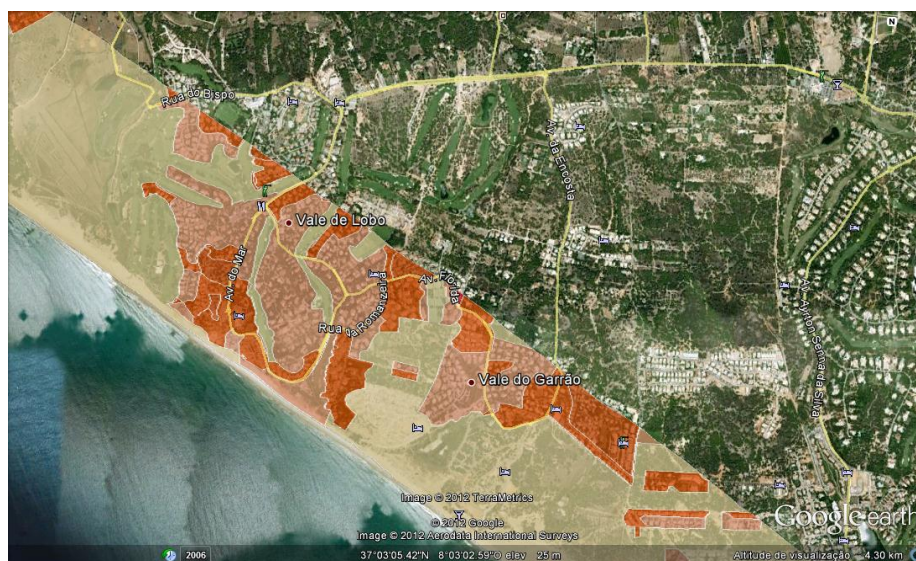 N
Rua do Bispo
Av. da Encosta
Vale de Lobo
Av. do Mar
Av. Florida
Rua da Romanzeira
Av. Ayrton Senna da Silva
Vale do Garrão
Image © 2012 TerraMetrics
© 2012 Google
Image © 2012 Aerodata International Surveys
Google earth
2006
37°03'05.42"N 8°03'02.59"O elev 25 m
Altitude de visualização 4.30 km